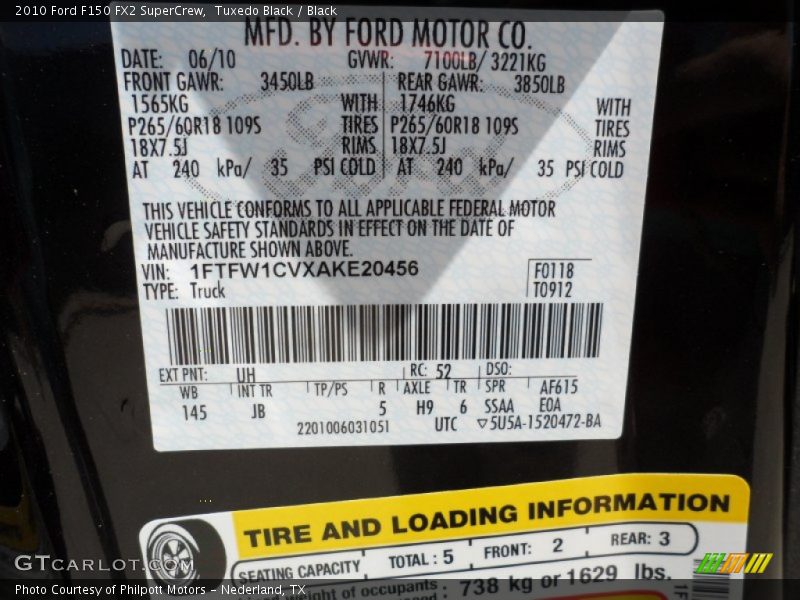 2010 Ford F150 FX2 SuperCrew, Tuxedo Black / Black
MFD. BY FORD MOTOR CO.
DATE: 06/10 GVWR: 7100LB/ 3221KG
FRONT GAWR: 3450LB REAR GAWR: 3850LB
1565KG WITH 1746KG WITH
P265/60R18 109S TIRES P265/60R18 109S TIRES
18X7.5J RIMS 18X7.5J RIMS
AT 240 kPa/ 35 PSI COLD AT 240 kPa/ 35 PSI COLD
THIS VEHICLE CONFORMS TO ALL APPLICABLE FEDERAL MOTOR
VEHICLE SAFETY STANDARDS IN EFFECT ON THE DATE OF
MANUFACTURE SHOWN ABOVE.
VIN: 1FTFW1CVXAKE20456 F0118
TYPE: Truck T0912
EXT PNT: UH RC: 52 DSO:
WB INT TR TP/PS R AXLE TR SPR AF615
145 JB 5 H9 6 SSAA E0A
2201006031051 UTC ▽5U5A-1520472-BA
TIRE AND LOADING INFORMATION
SEATING CAPACITY TOTAL: 5 FRONT: 2 REAR: 3
weight of occupants 738 kg or 1629 lbs.
GTCarLot.com
Photo Courtesy of Philpott Motors - Nederland, TX